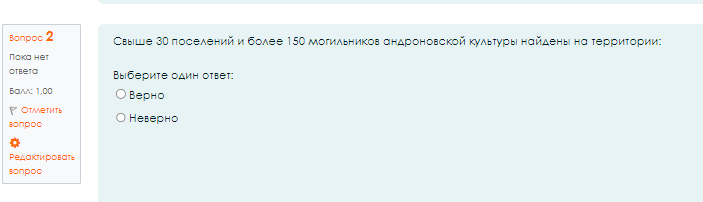 Вопрос 2
Пока нет
ответа
Балл: 1,00
Отметить
вопрос
Редактировать
вопрос
Свыше 30 поселений и более 150 могильников андроновской культуры найдены на территории:
Выберите один ответ:
Верно
Неверно